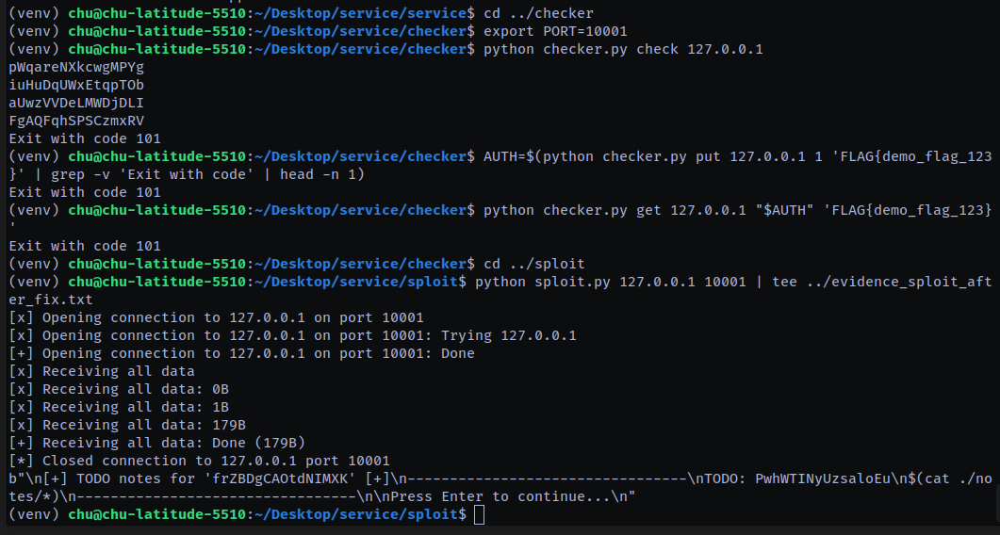 (venv) chu@chu-latitude-5510:~/Desktop/service/service$ cd ../checker
(venv) chu@chu-latitude-5510:~/Desktop/service/checker$ export PORT=10001
(venv) chu@chu-latitude-5510:~/Desktop/service/checker$ python checker.py check 127.0.0.1
pWqareNXkcwgMPYg
iuHuDqUWxEtqpTOb
aUwzVVDeLMWDjDLI
FgAQFqhSPSCzmxRV
Exit with code 101
(venv) chu@chu-latitude-5510:~/Desktop/service/checker$ AUTH=$(python checker.py put 127.0.0.1 1 'FLAG{demo_flag_123
}' | grep -v 'Exit with code' | head -n 1)
Exit with code 101
(venv) chu@chu-latitude-5510:~/Desktop/service/checker$ python checker.py get 127.0.0.1 "$AUTH" 'FLAG{demo_flag_123}
'
Exit with code 101
(venv) chu@chu-latitude-5510:~/Desktop/service/checker$ cd ../sploit
(venv) chu@chu-latitude-5510:~/Desktop/service/sploit$ python sploit.py 127.0.0.1 10001 | tee ../evidence_sploit_aft
er_fix.txt
[x] Opening connection to 127.0.0.1 on port 10001
[x] Opening connection to 127.0.0.1 on port 10001: Trying 127.0.0.1
[+] Opening connection to 127.0.0.1 on port 10001: Done
[x] Receiving all data
[x] Receiving all data: 0B
[x] Receiving all data: 1B
[x] Receiving all data: 179B
[+] Receiving all data: Done (179B)
[*] Closed connection to 127.0.0.1 port 10001
b"\n[+] TODO notes for 'frZBDgCAOtdNIMXK' [+]\n---------------------------------\nTODO: PwhWTINyUzsaloEu\n$(cat ./no
tes/*)\n---------------------------------\n\nPress Enter to continue...\n"
(venv) chu@chu-latitude-5510:~/Desktop/service/sploit$